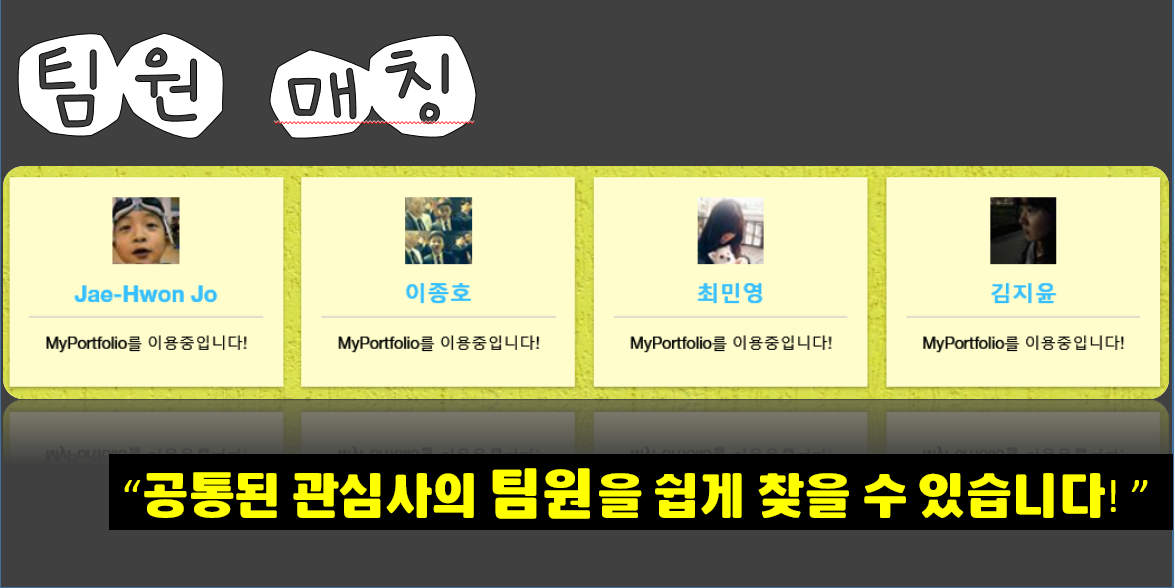 팀원 매칭
Jae-Hwon Jo
MyPortfolio를 이용중입니다!
이종호
MyPortfolio를 이용중입니다!
최민영
MyPortfolio를 이용중입니다!
김지윤
MyPortfolio를 이용중입니다!
“공통된 관심사의 팀원을 쉽게 찾을 수 있습니다! ”